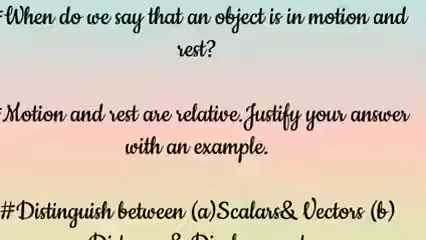 #When do we say that an object is in motion and
rest?
#Motion and rest are relative.Justify your answer
with an example.
#Distinguish between (a)Scalars& Vectors (b)